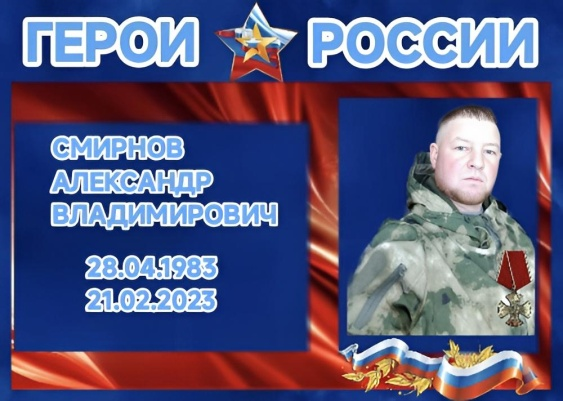 ГЕРОИ РОССИИ
СМИРНОВ
АЛЕКСАНДР
ВЛАДИМИРОВИЧ
28.04.1983
21.02.2023